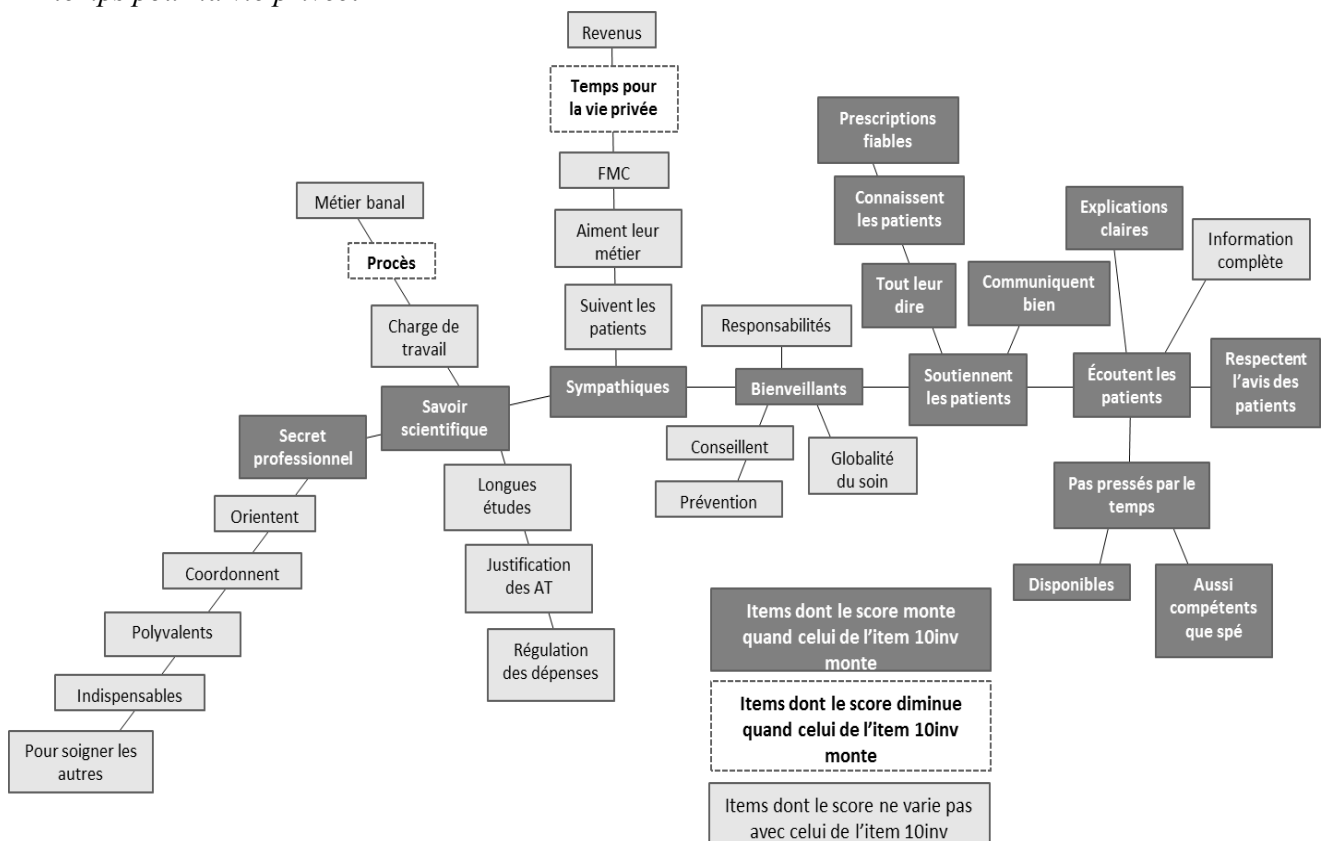 temps pour la vie privée.
Revenus
Temps pour
la vie privée
FMC
Aiment leur
métier
Suivent les
patients
Sympathiques
Métier banal
Procès
Charge de
travail
Savoir
scientifique
Secret
professionnel
Orientent
Coordonnent
Polyvalents
Indispensables
Pour soigner les
autres
Longues
études
Justification
des AT
Régulation
des dépenses
Responsabilités
Bienveillants
Conseillent
Prévention
Globalité
du soin
Prescriptions
fiables
Connaissent
les patients
Tout leur
dire
Communiquent
bien
Soutiennent
les patients
Explications
claires
Information
complète
Écoutent les
patients
Respectent
l’avis des
patients
Pas pressés par le
temps
Disponibles
Aussi
compétents
que spé
Items dont le score monte
quand celui de l’item 10inv
monte
Items dont le score diminue
quand celui de l’item 10inv
monte
Items dont le score ne varie pas
avec celui de l’item 10inv